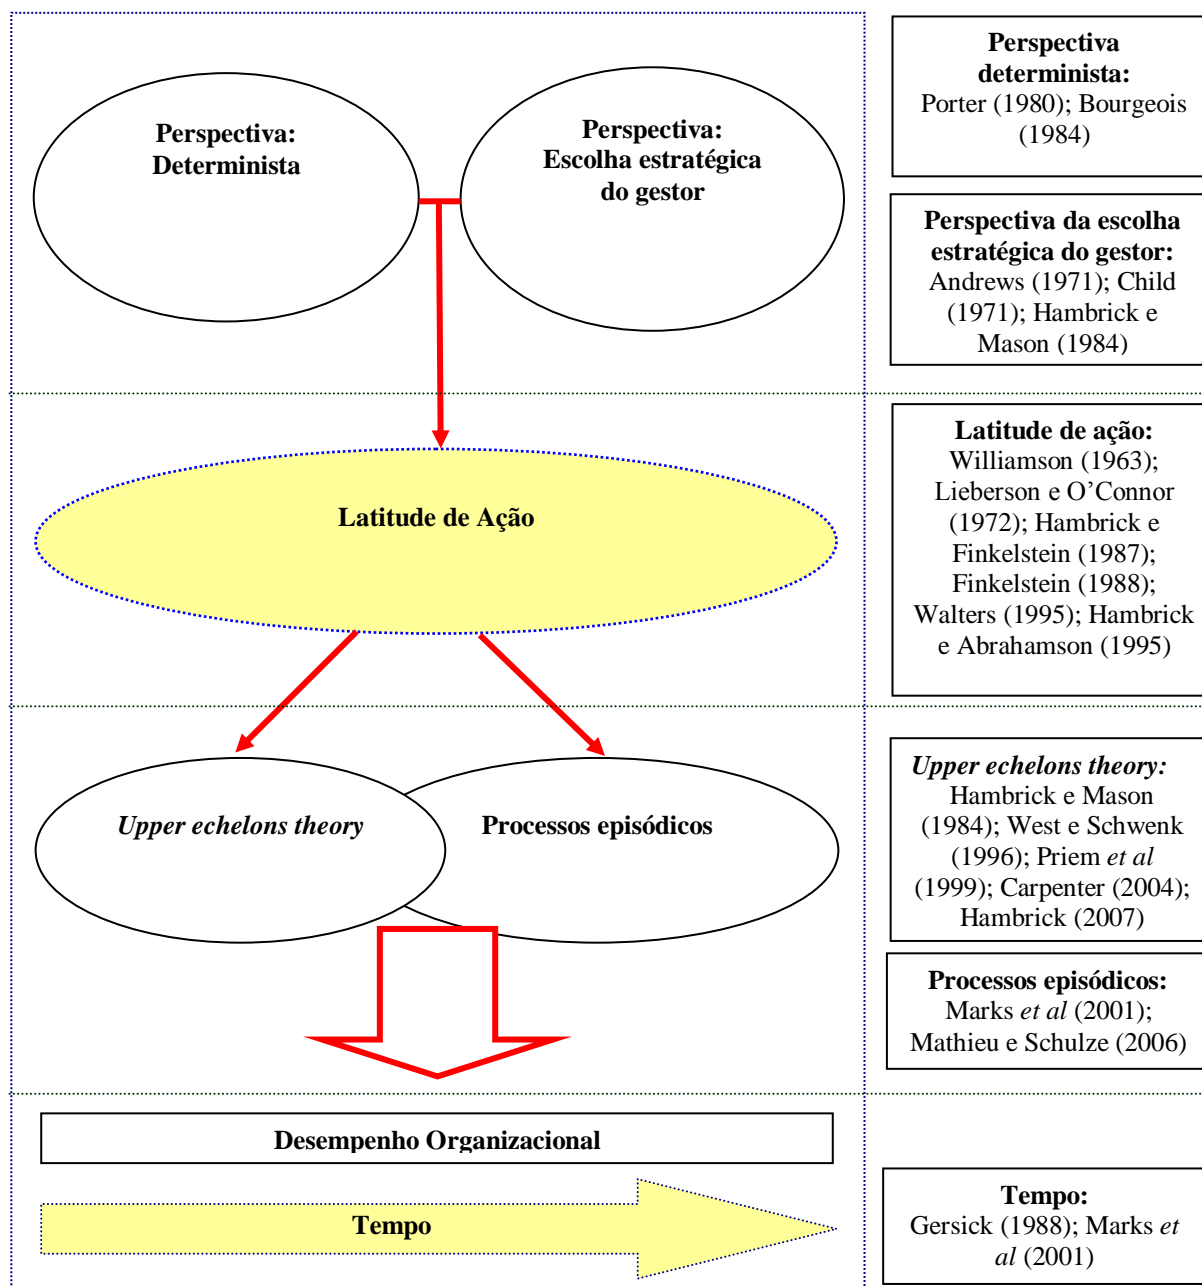 Perspectiva:
Determinista
Perspectiva:
Escolha estratégica
do gestor
Perspectiva
determinista:
Porter (1980); Bourgeois
(1984)
Perspectiva da escolha
estratégica do gestor:
Andrews (1971); Child
(1971); Hambrick e
Mason (1984)
Latitude de Ação
Latitude de ação:
Williamson (1963);
Lieberson e O’Connor
(1972); Hambrick e
Finkelstein (1987);
Finkelstein (1988);
Walters (1995); Hambrick
e Abrahamson (1995)
Upper echelons theory
Processos episódicos
Upper echelons theory:
Hambrick e Mason
(1984); West e Schwenk
(1996); Priem et al
(1999); Carpenter (2004);
Hambrick (2007)
Processos episódicos:
Marks et al (2001);
Mathieu e Schulze (2006)
Desempenho Organizacional
Tempo
Tempo:
Gersick (1988); Marks et
al (2001)